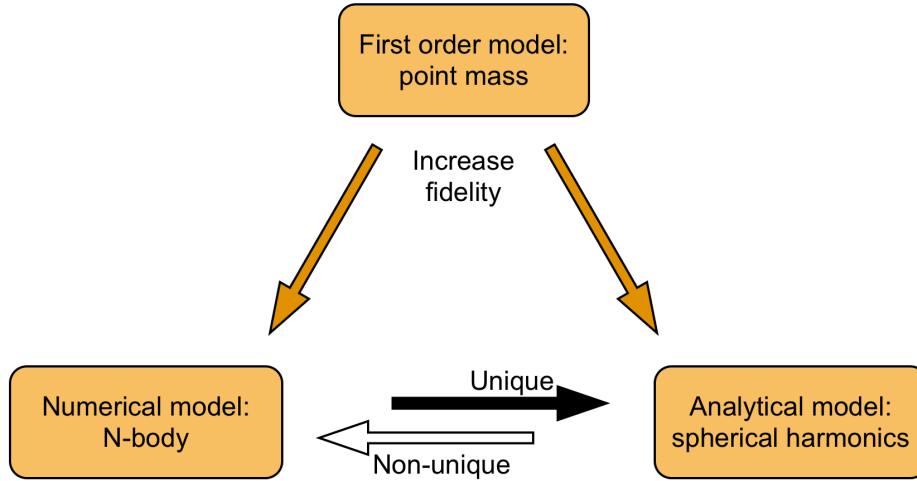 First order model:
point mass
Increase
fidelity
Unique
Numerical model:
N-body
Analytical model:
spherical harmonics
Non-unique